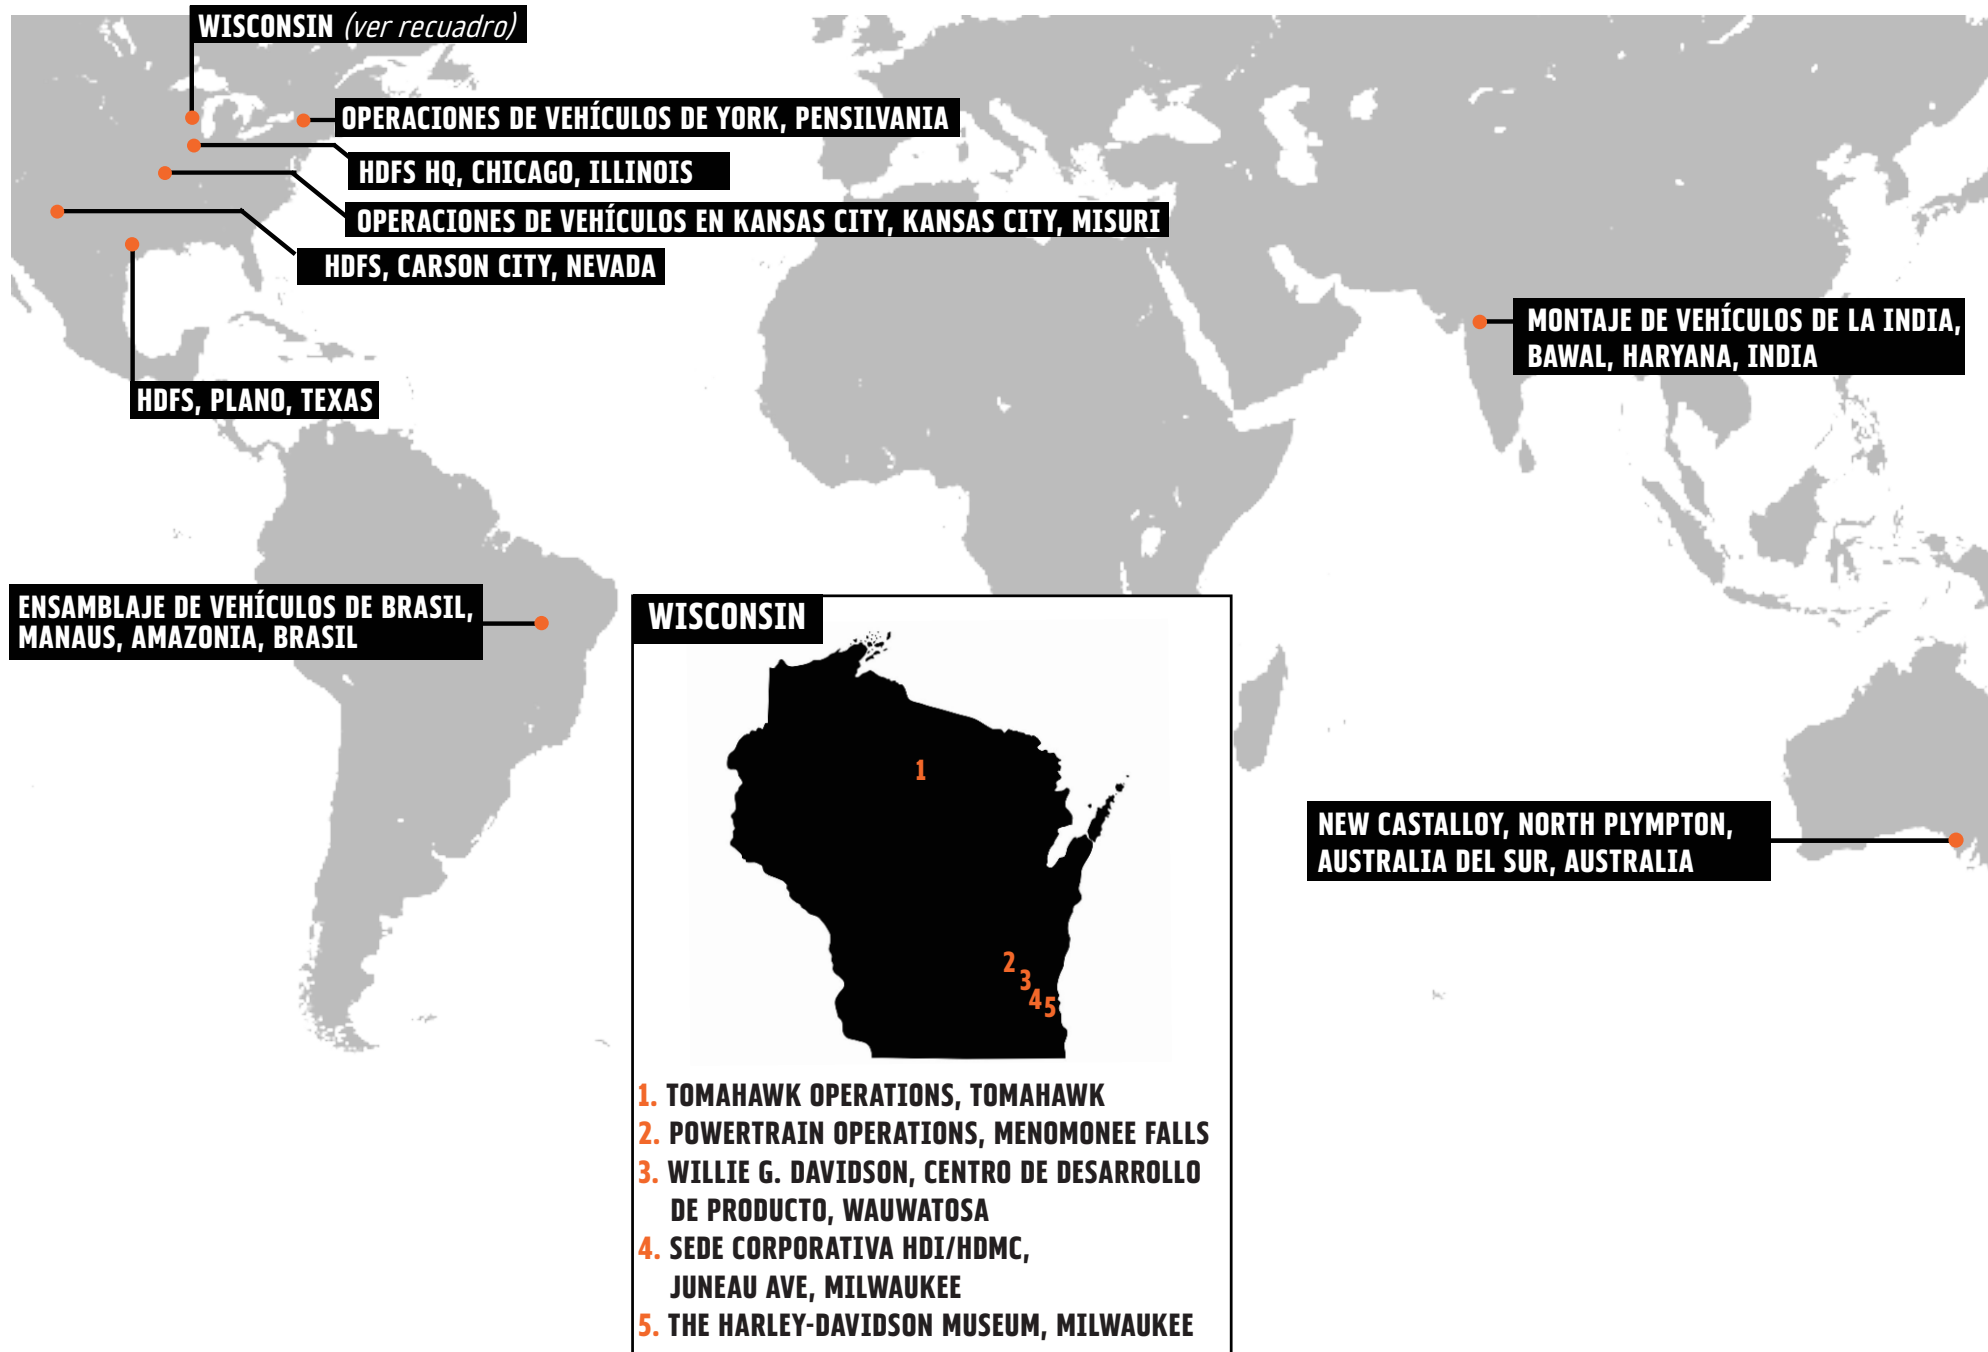 WISCONSIN (ver recuadro)
OPERACIONES DE VEHÍCULOS DE YORK, PENSILVANIA
HDFS HQ, CHICAGO, ILLINOIS
OPERACIONES DE VEHÍCULOS EN KANSAS CITY, KANSAS CITY, MISURI
HDFS, CARSON CITY, NEVADA
HDFS, PLANO, TEXAS
MONTAJE DE VEHÍCULOS DE LA INDIA,
BAWAL, HARYANA, INDIA
ENSAMBLAJE DE VEHÍCULOS DE BRASIL,
MANAUS, AMAZONIA, BRASIL
NEW CASTALLOY, NORTH PLYMPTON,
AUSTRALIA DEL SUR, AUSTRALIA
WISCONSIN
1
2
3
4
5
1. TOMAHAWK OPERATIONS, TOMAHAWK
2. POWERTRAIN OPERATIONS, MENOMONEE FALLS
3. WILLIE G. DAVIDSON, CENTRO DE DESARROLLO
DE PRODUCTO, WAUWATOSA
4. SEDE CORPORATIVA HDI/HDMC,
JUNEAU AVE, MILWAUKEE
5. THE HARLEY-DAVIDSON MUSEUM, MILWAUKEE